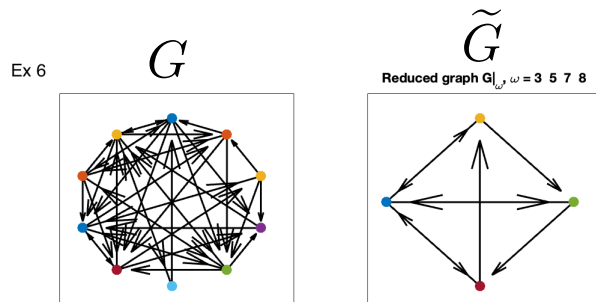 Ex 6
G
G̃
Reduced graph G|ω, ω = 3 5 7 8